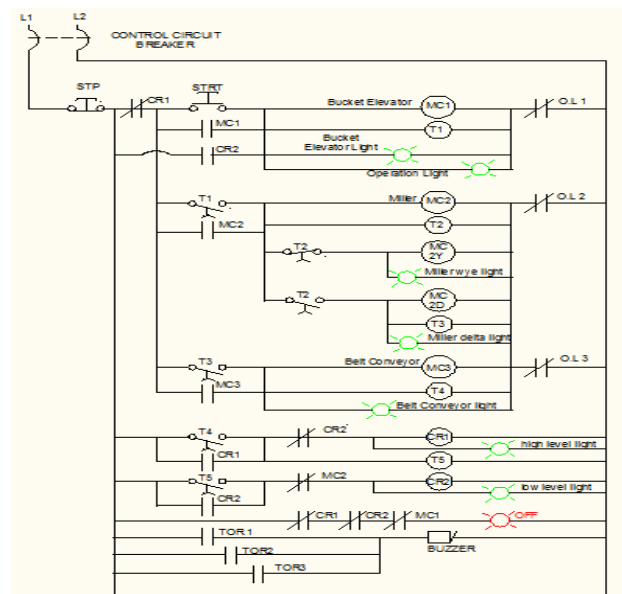 L1 L2
CONTROL CIRCUIT
BREAKER
STP CR1 STRT Bucket Elevator MC1 O.L 1
MC1 T1
CR2 Bucket
Elevator Light
Operation Light
T1 Miller MC2 O.L 2
MC2 T2
T2 MC
2Y
Miller wye light
T2 MC
2D
T3
Miller delta light
T3 Belt Conveyor MC3 O.L 3
MC3 T4
Belt Conveyor light
T4 CR2 CR1 high level light
CR1 T5
T5 MC2 CR2 low level light
CR2
CR1 CR2 MC1 OFF
TOR1
BUZZER
TOR2
TOR3